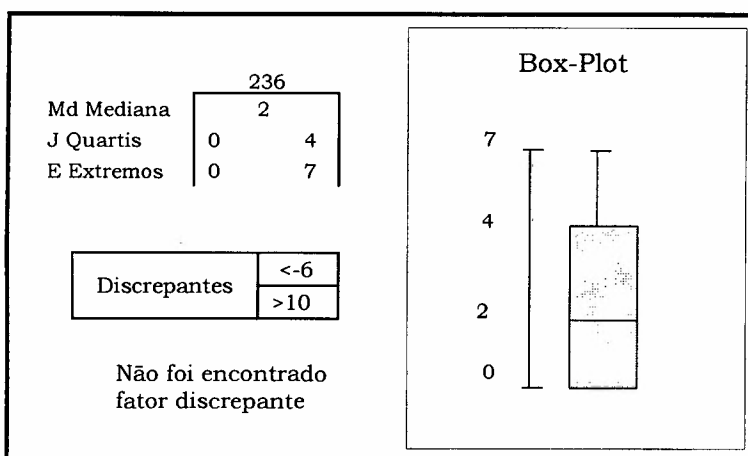 236
Md Mediana 2
J Quartis 0 4
E Extremos 0 7
Discrepantes <-6
>10
Não foi encontrado
fator discrepante
Box-Plot
7
4
2
0